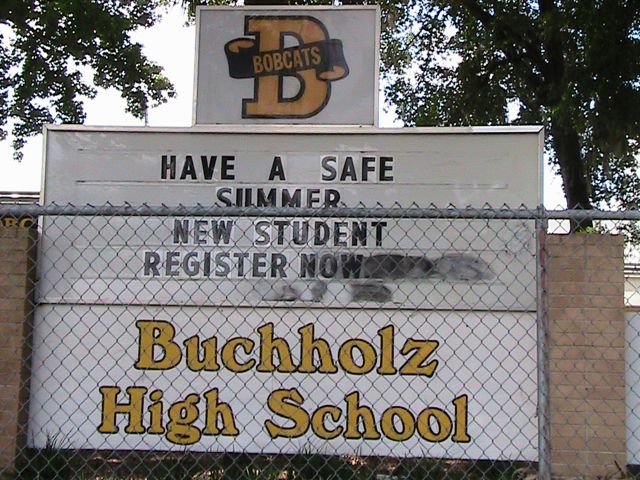 B
BOBCATS
HAVE A SAFE
SUMMER
NEW STUDENT
REGISTER NOW
Buchholz
High School